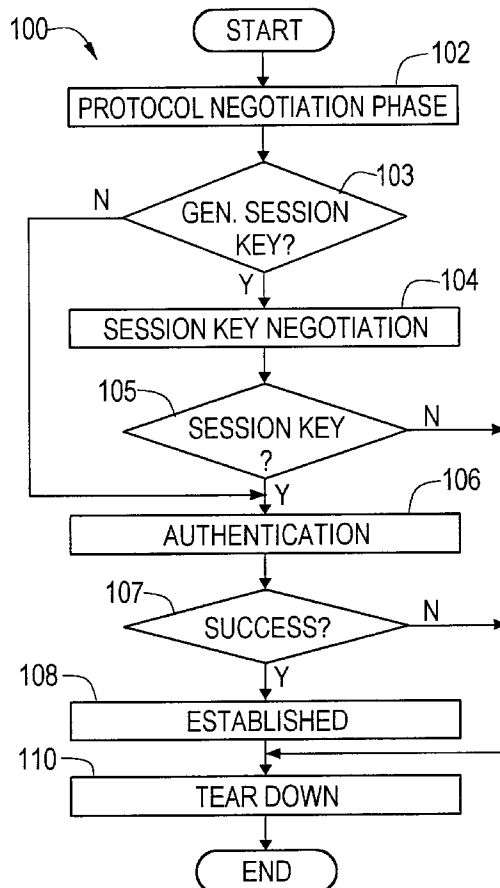 100
START
102
PROTOCOL NEGOTIATION PHASE
103
N
GEN. SESSION
KEY?
Y
104
SESSION KEY NEGOTIATION
105
SESSION KEY
?
N
Y
106
AUTHENTICATION
107
SUCCESS?
N
Y
108
ESTABLISHED
110
TEAR DOWN
END